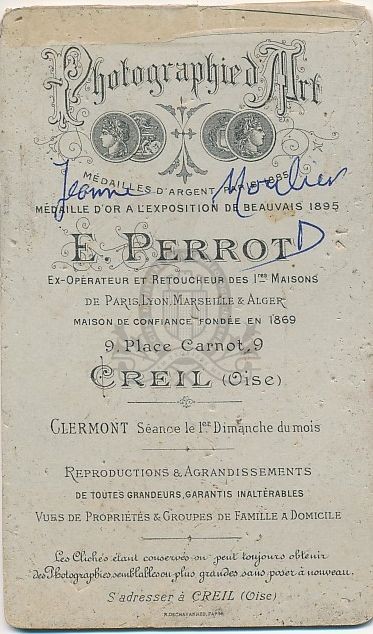 Photographie d'Art
MÉDAILLES D'ARGENT PARIS 1885
Jeanne Moulier
MÉDAILLE D'OR A L'EXPOSITION DE BEAUVAIS 1895
E. PERROT
D
EX-OPÉRATEUR ET RETOUCHEUR DES 1res MAISONS
DE PARIS, LYON, MARSEILLE & ALGER
MAISON DE CONFIANCE FONDÉE EN 1869
9, Place Carnot, 9
CREIL (Oise)
CLERMONT Séance le 1er Dimanche du mois
REPRODUCTIONS & AGRANDISSEMENTS
DE TOUTES GRANDEURS, GARANTIS INALTÉRABLES
VUES DE PROPRIÉTÉS & GROUPES DE FAMILLE A DOMICILE
Les Clichés étant conservés on peut toujours obtenir
des Photographies semblables ou plus grandes sans poser à nouveau.
S'adresser à CREIL (Oise)